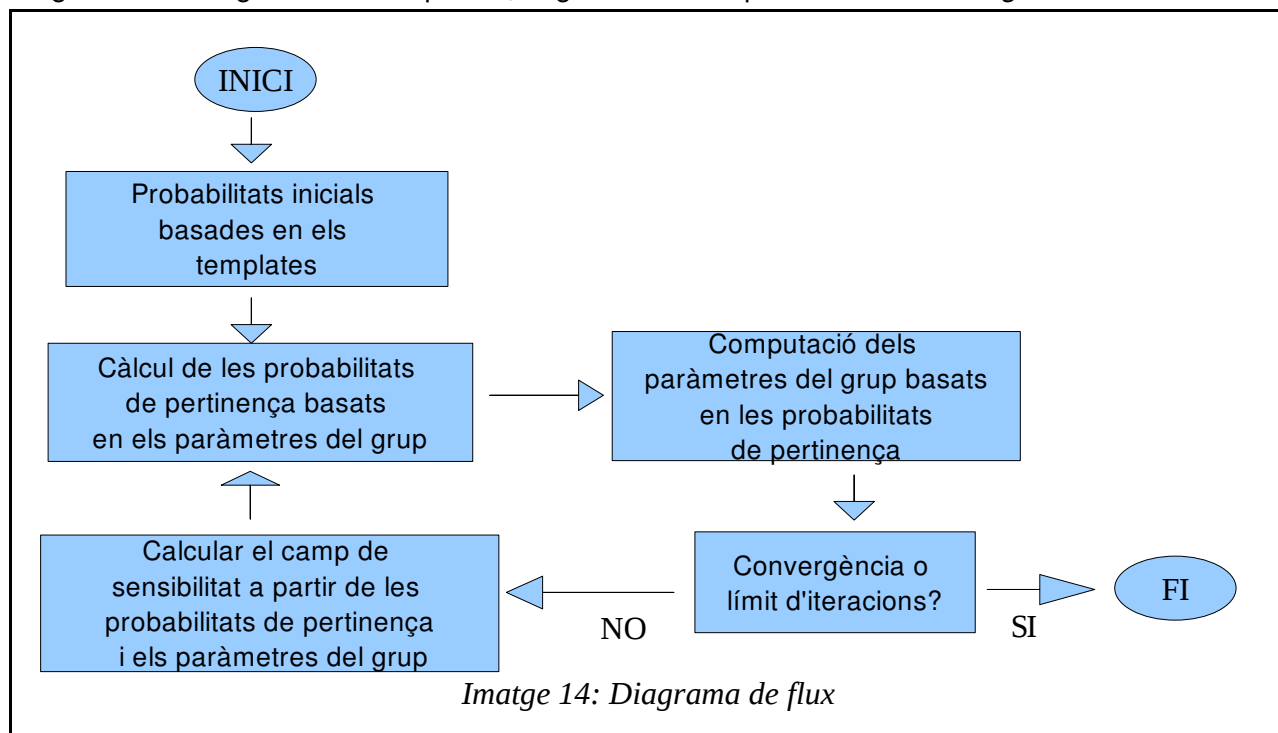 INICI
Probabilitats inicials
basades en els
templates
Càlcul de les probabilitats
de pertinença basats
en els paràmetres del grup
Computació dels
paràmetres del grup basats
en les probabilitats
de pertinença
Calcular el camp de
sensibilitat a partir de les
probabilitats de pertinença
i els paràmetres del grup
NO
Convergència o
límit d'iteracions?
SI
FI
Imatge 14: Diagrama de flux